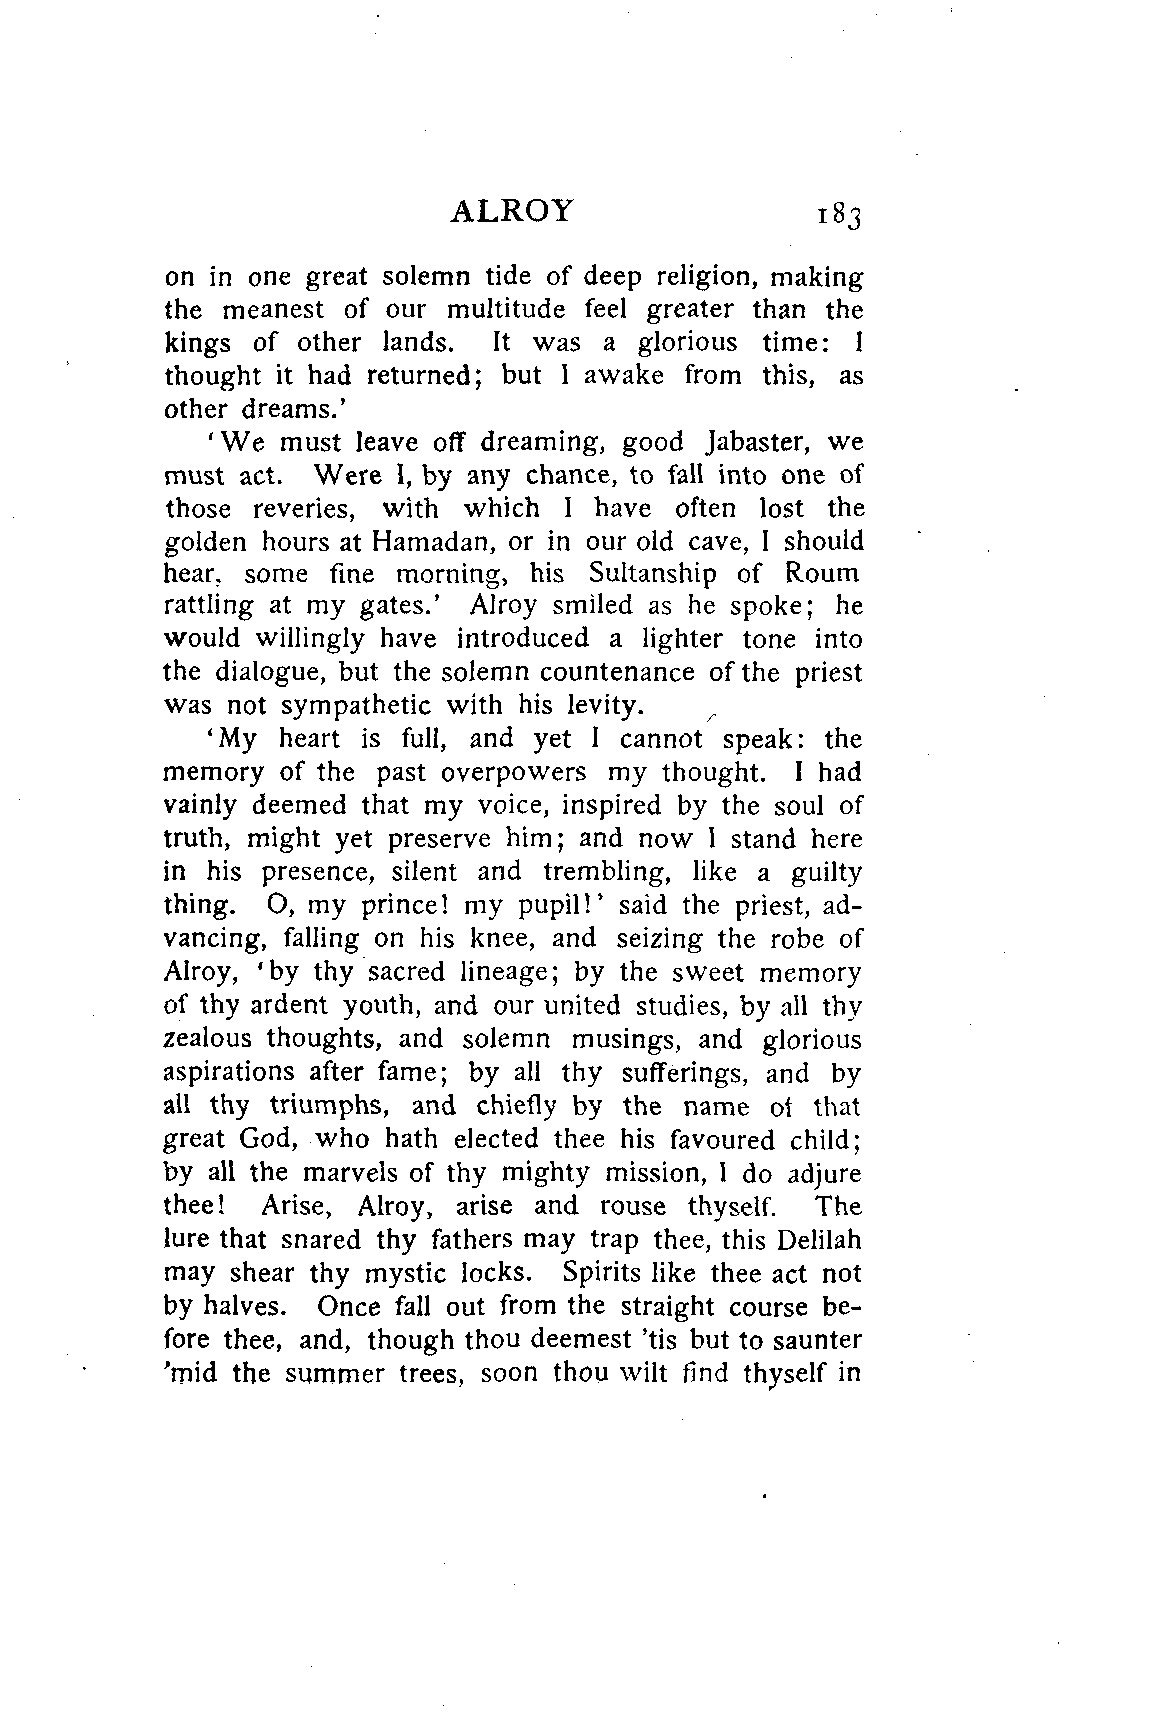 ALROY 183
on in one great solemn tide of deep religion, making
the meanest of our multitude feel greater than the
kings of other lands. It was a glorious time: I
thought it had returned; but I awake from this, as
other dreams.'
'We must leave off dreaming, good Jabaster, we
must act. Were I, by any chance, to fall into one of
those reveries, with which I have often lost the
golden hours at Hamadan, or in our old cave, I should
hear, some fine morning, his Sultanship of Roum
rattling at my gates.' Alroy smiled as he spoke; he
would willingly have introduced a lighter tone into
the dialogue, but the solemn countenance of the priest
was not sympathetic with his levity.
'My heart is full, and yet I cannot speak: the
memory of the past overpowers my thought. I had
vainly deemed that my voice, inspired by the soul of
truth, might yet preserve him; and now I stand here
in his presence, silent and trembling, like a guilty
thing. O, my prince! my pupil!' said the priest, ad-
vancing, falling on his knee, and seizing the robe of
Alroy, 'by thy sacred lineage; by the sweet memory
of thy ardent youth, and our united studies, by all thy
zealous thoughts, and solemn musings, and glorious
aspirations after fame; by all thy sufferings, and by
all thy triumphs, and chiefly by the name of that
great God, who hath elected thee his favoured child;
by all the marvels of thy mighty mission, I do adjure
thee! Arise, Alroy, arise and rouse thyself. The
lure that snared thy fathers may trap thee, this Delilah
may shear thy mystic locks. Spirits like thee act not
by halves. Once fall out from the straight course be-
fore thee, and, though thou deemest 'tis but to saunter
'mid the summer trees, soon thou wilt find thyself in